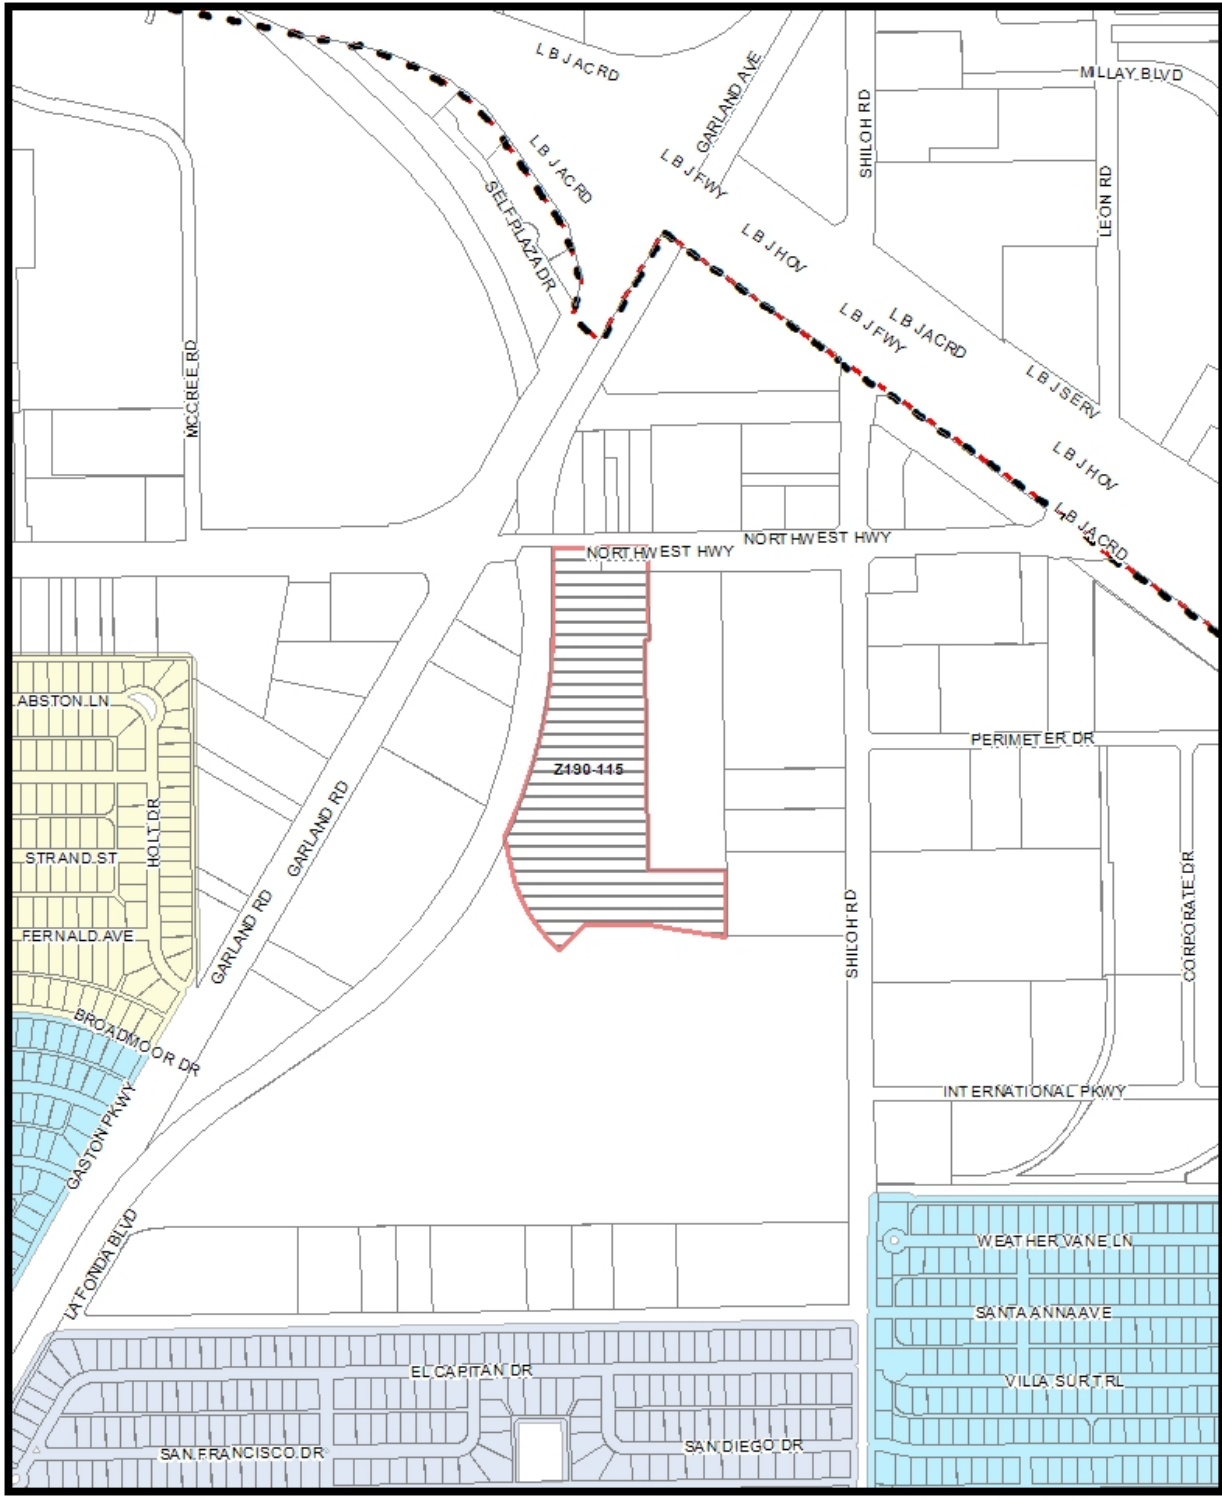 L B J AC RD
GARLAND AVE
MILLAY BLVD
SHILOH RD
L B J AC RD
L B J FWY
LEON RD
SELF PLAZA DR
L B J HOV
L B J FWY
L B J AC RD
MCCREE RD
L B J SERV
L B J HOV
L B J AC RD
NORTHWEST HWY
NORTHWEST HWY
ABSTON LN
PERIMETER DR
Z190-115
HOLT DR
GARLAND RD
STRAND ST
GARLAND RD
FERNALD AVE
SHILOH RD
CORPORATE DR
BROADMOOR DR
GASTON PKWY
INTERNATIONAL PKWY
LA FONDA BLVD
WEATHER VANE LN
SANTA ANNA AVE
EL CAPITAN DR
VILLA SUR TRL
SAN FRANCISCO DR
SAN DIEGO DR